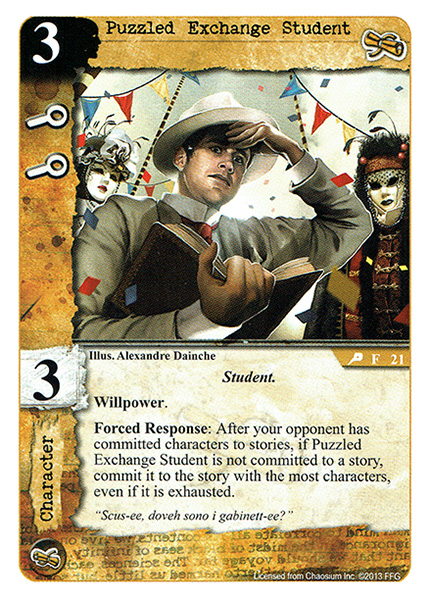 3
Puzzled Exchange Student
Illus. Alexandre Dainche
F 21
3
Character
Student.
Willpower.
Forced Response: After your opponent has
committed characters to stories, if Puzzled
Exchange Student is not committed to a story,
commit it to the story with the most characters,
even if it is exhausted.
“Scus-ee, doveh sono i gabinett-ee?”
Licensed from Chaosium Inc. ©2013 FFG